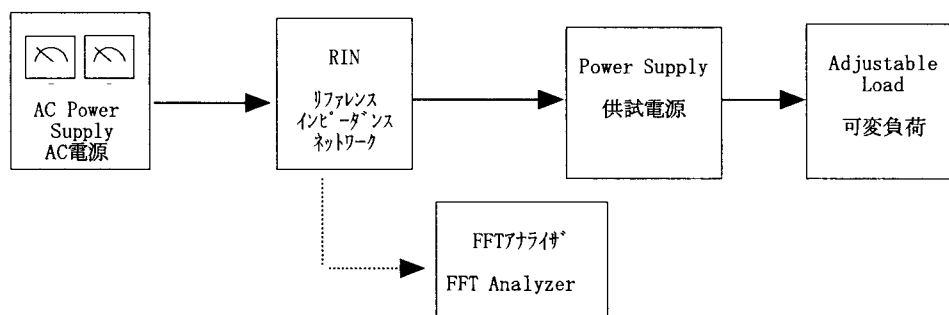 AC Power
Supply
AC電源
RIN
リファレンス
インピーダンス
ネットワーク
Power Supply
供試電源
Adjustable
Load
可変負荷
FFTアナライザ
FFT Analyzer